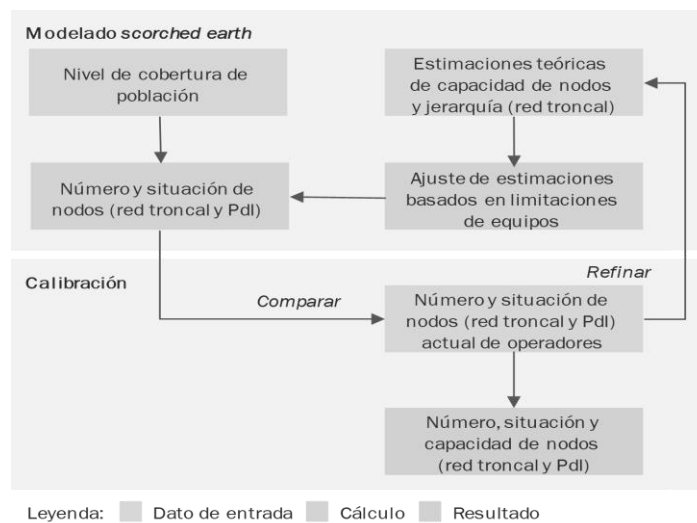 Modelado scorched earth
Nivel de cobertura de
población
Estimaciones teóricas
de capacidad de nodos
y jerarquía (red troncal)
Número y situación de
nodos (red troncal y PdI)
Ajuste de estimaciones
basados en limitaciones
de equipos
Calibración
Comparar
Refinar
Número y situación de
nodos (red troncal y PdI)
actual de operadores
Número, situación y
capacidad de nodos
(red troncal y PdI)
Leyenda: Dato de entrada Cálculo Resultado